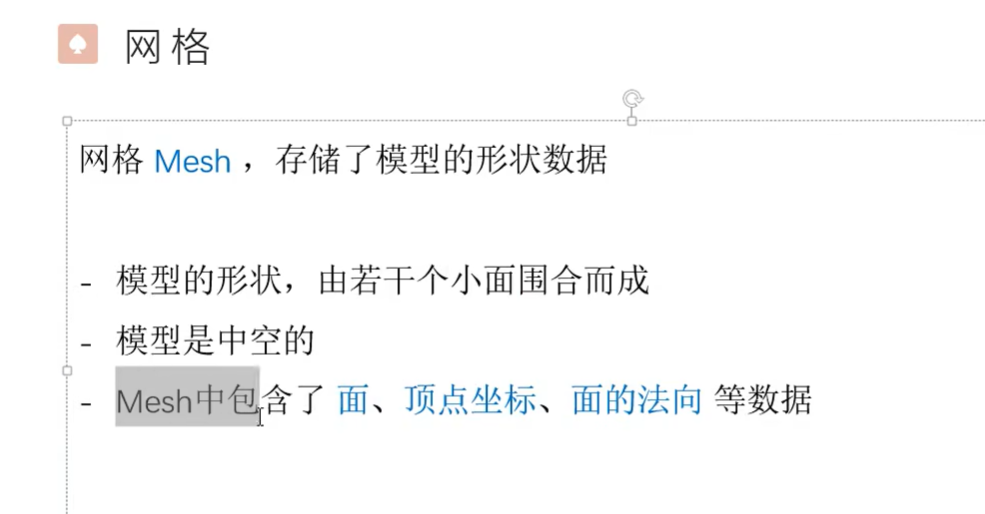 网格
网格 Mesh ，存储了模型的形状数据
- 模型的形状，由若干个小面围合而成
- 模型是中空的
- Mesh中包含了 面、顶点坐标、面的法向 等数据